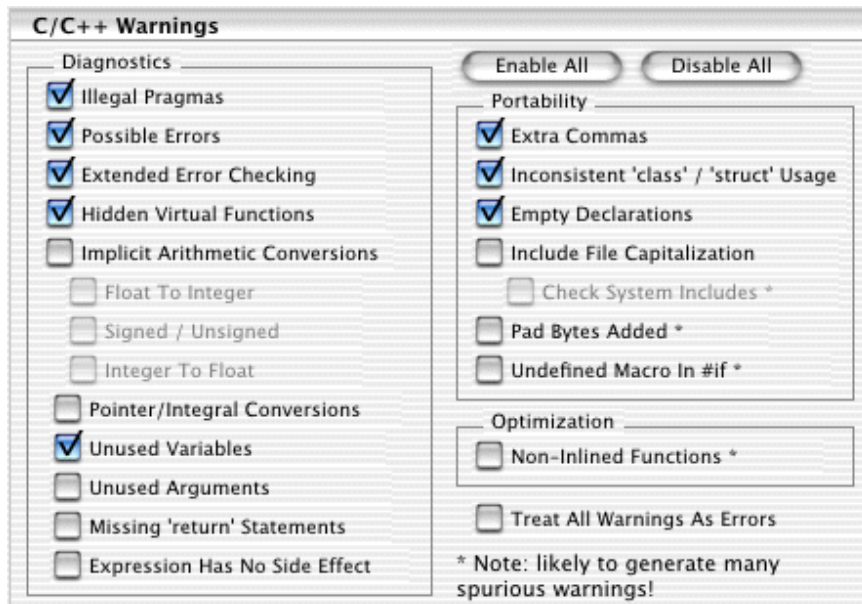 C/C++ Warnings
Diagnostics
Illegal Pragmas
Possible Errors
Extended Error Checking
Hidden Virtual Functions
Implicit Arithmetic Conversions
Float To Integer
Signed / Unsigned
Integer To Float
Pointer/Integral Conversions
Unused Variables
Unused Arguments
Missing 'return' Statements
Expression Has No Side Effect
Enable All
Disable All
Portability
Extra Commas
Inconsistent 'class' / 'struct' Usage
Empty Declarations
Include File Capitalization
Check System Includes *
Pad Bytes Added *
Undefined Macro In #if *
Optimization
Non-Inlined Functions *
Treat All Warnings As Errors
* Note: likely to generate many
spurious warnings!